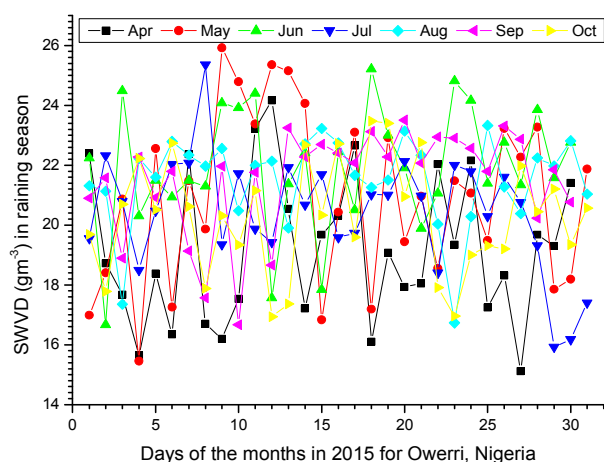 Apr May Jun Jul Aug Sep Oct
26
24
22
20
18
16
14
0 5 10 15 20 25 30
SWVD (gm-3) in raining season
Days of the months in 2015 for Owerri, Nigeria